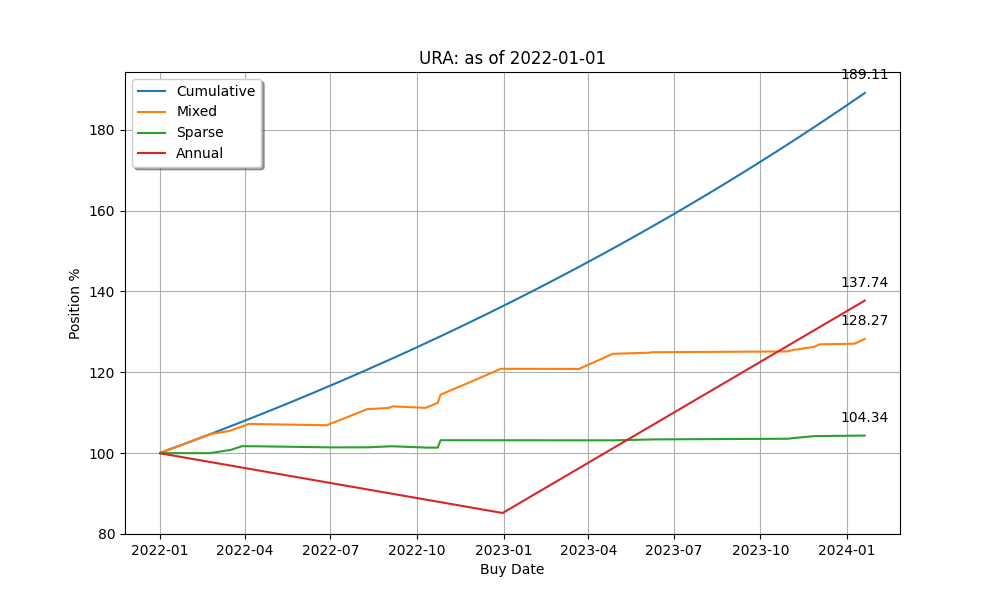 URA: as of 2022-01-01
Cumulative
Mixed
Sparse
Annual
189.11
137.74
128.27
104.34
Position %
180
160
140
120
100
80
2022-01 2022-04 2022-07 2022-10 2023-01 2023-04 2023-07 2023-10 2024-01
Buy Date